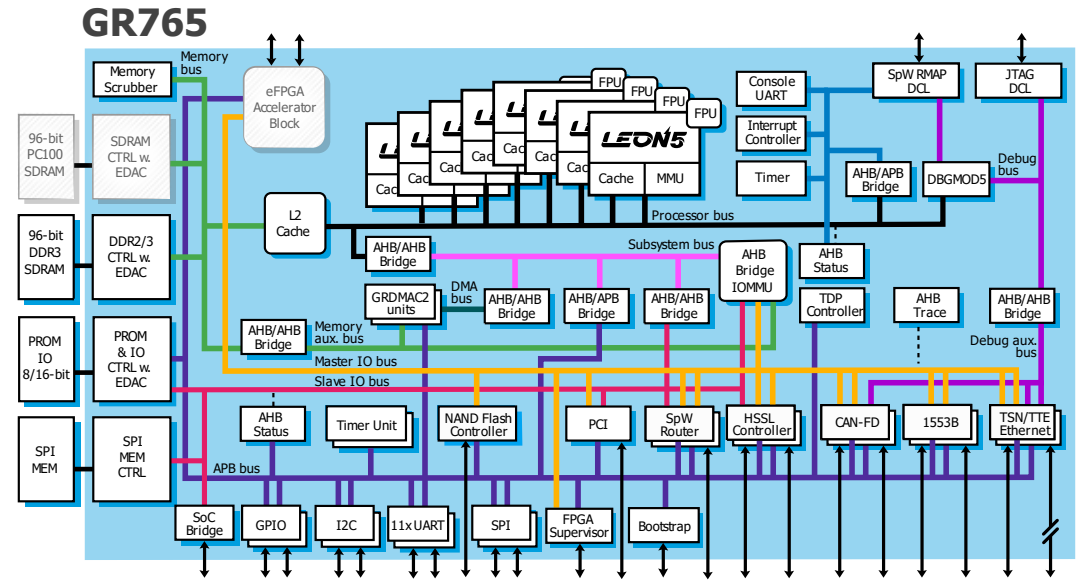 GR765
Memory
bus
Memory
Scrubber
eFPGA
Accelerator
Block
96-bit
PC100
SDRAM
SDRAM
CTRL w.
EDAC
FPU
FPU
FPU
FPU
LEON5
Cac
Cac
Cac
Cac
Cac
Cac
Cache
MMU
Console
UART
Interrupt
Controller
Timer
SpW RMAP
DCL
JTAG
DCL
AHB/APB
Bridge
DBGMOD5
Debug
bus
96-bit
DDR3
SDRAM
DDR2/3
CTRL w.
EDAC
L2
Cache
Processor bus
AHB/AHB
Bridge
Subsystem bus
AHB
Bridge
IOMMU
AHB
Status
GRDMAC2
units
DMA
bus
AHB/AHB
Bridge
AHB/APB
Bridge
AHB/AHB
Bridge
TDP
Controller
AHB
Trace
AHB/AHB
Bridge
PROM
IO
8/16-bit
PROM
& IO
CTRL w.
EDAC
AHB/AHB
Bridge
Memory
aux. bus
Debug aux.
bus
Master IO bus
Slave IO bus
AHB
Status
Timer Unit
NAND Flash
Controller
PCI
SpW
Router
HSSL
Controller
CAN-FD
1553B
TSN/TTE
Ethernet
SPI
MEM
SPI
MEM
CTRL
APB bus
SoC
Bridge
GPIO
I2C
11x UART
SPI
FPGA
Supervisor
Bootstrap